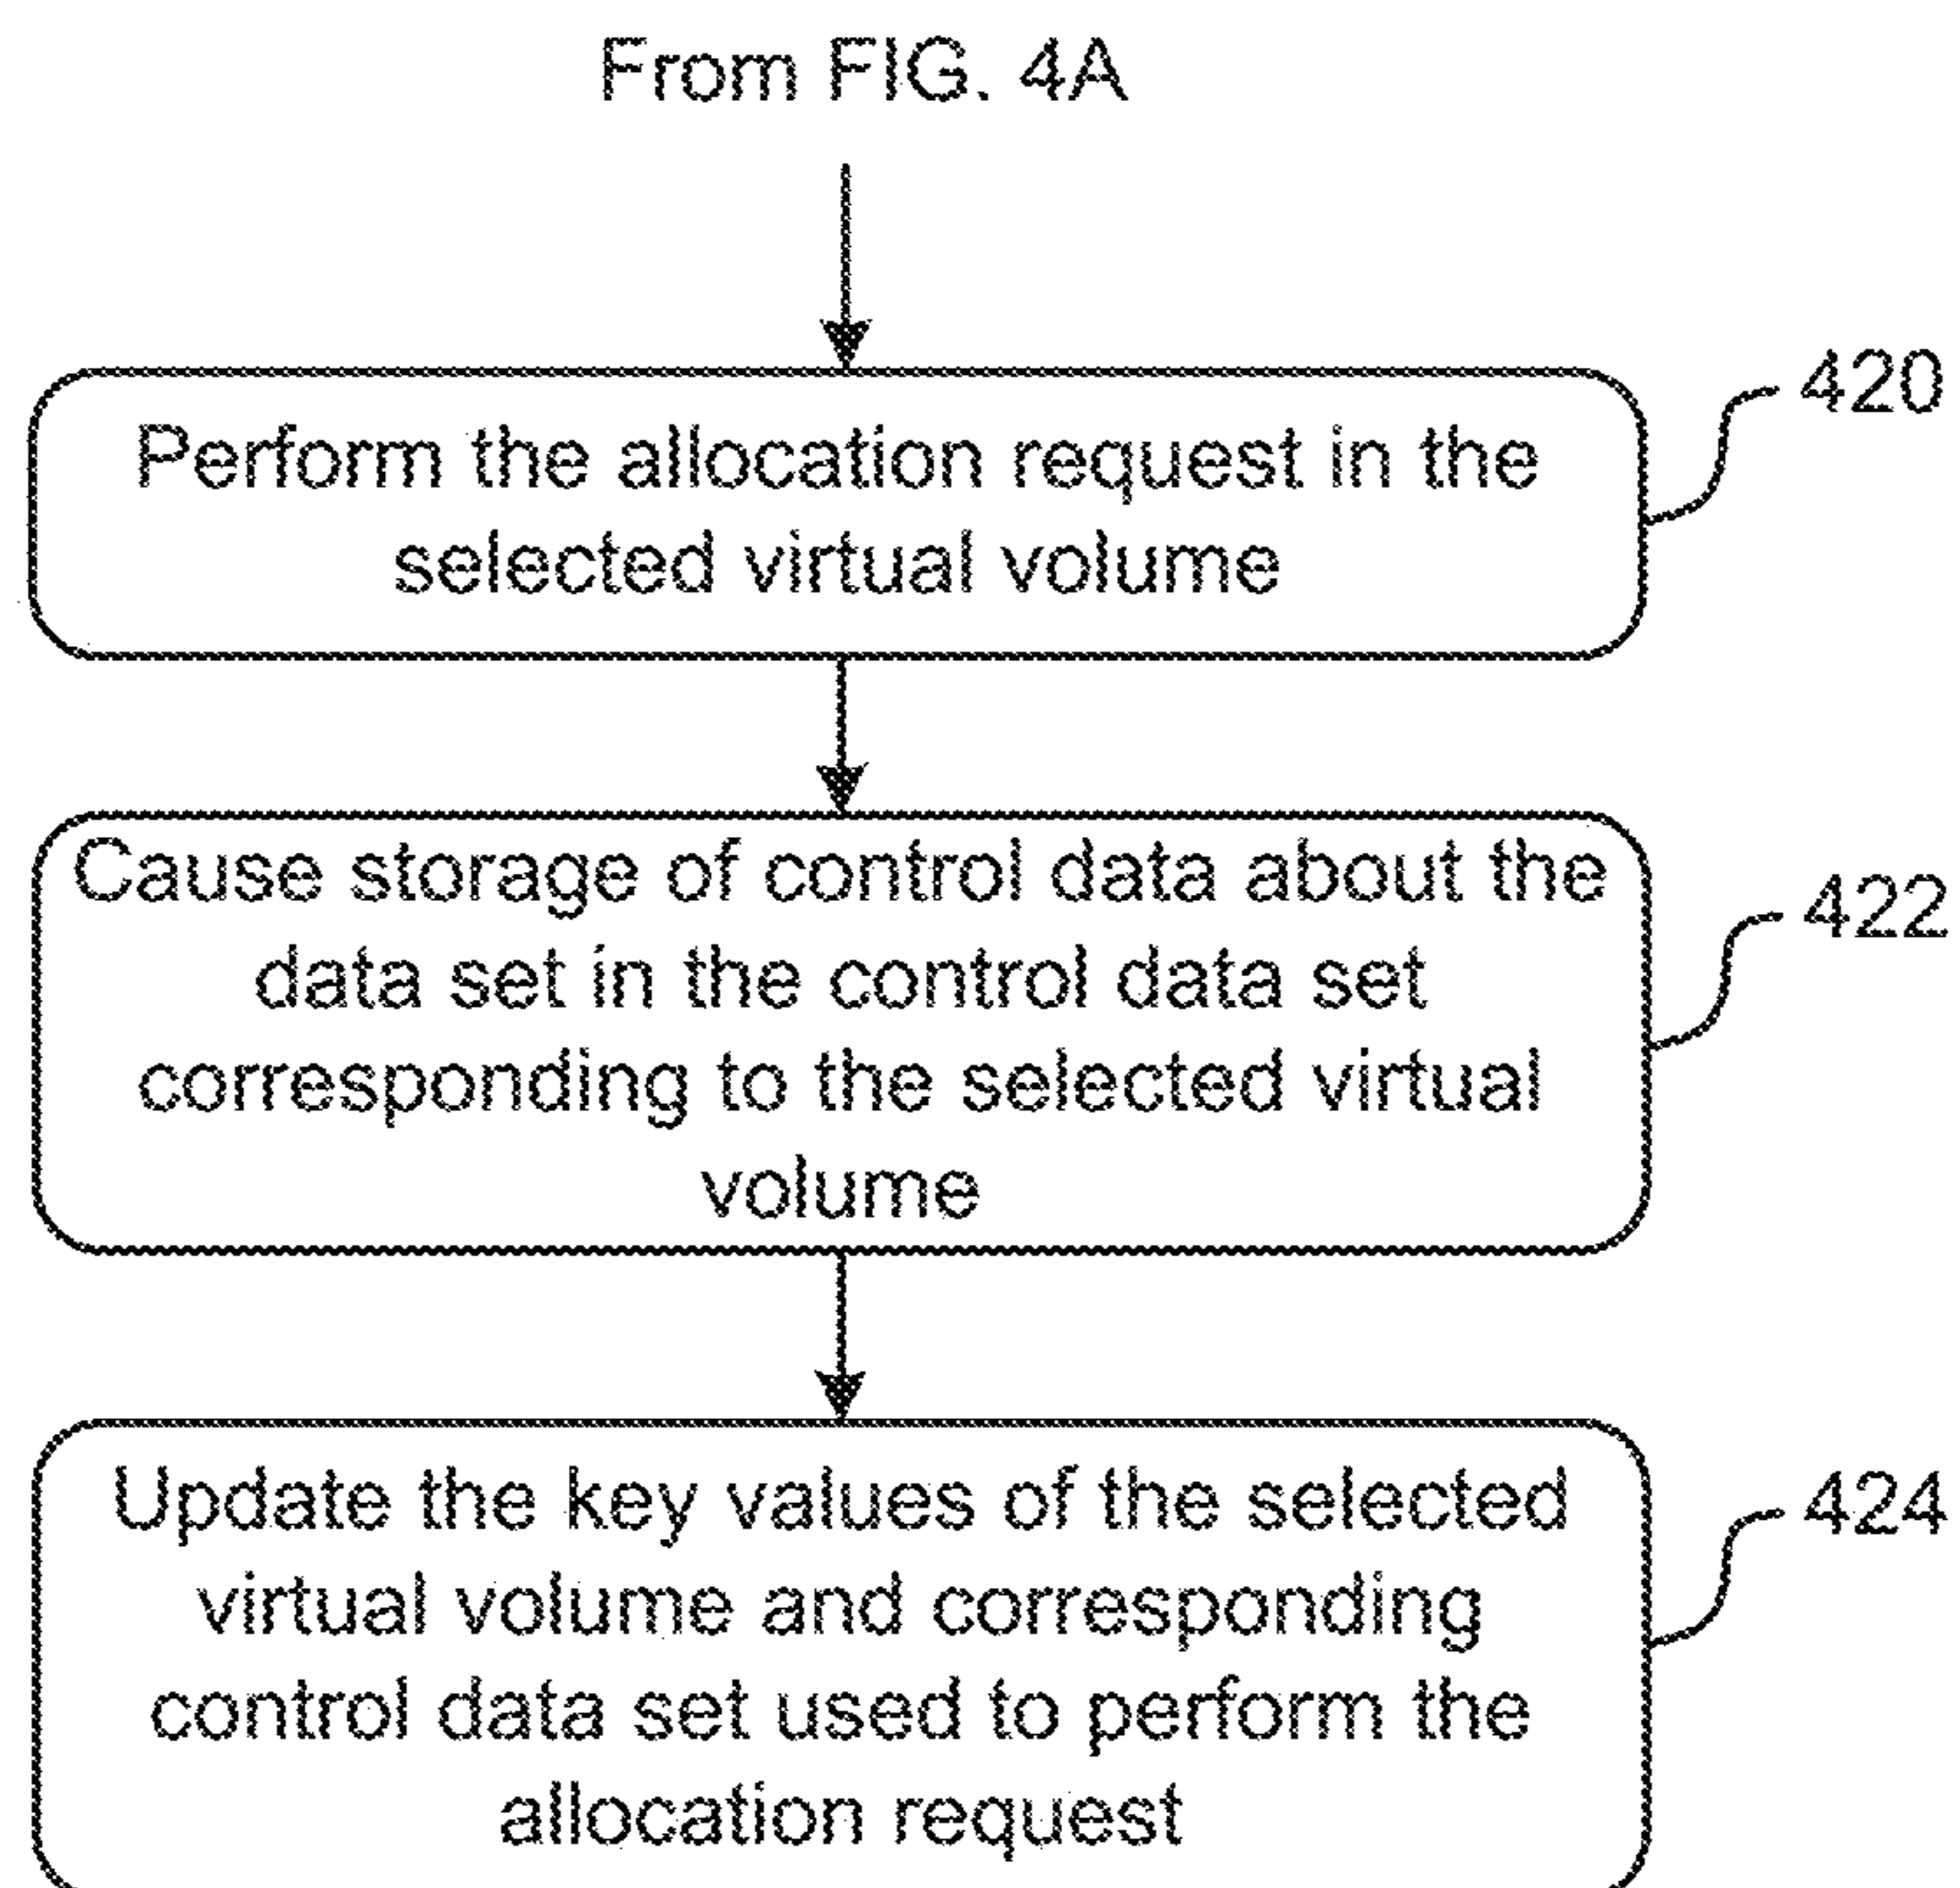 From FIG. 4A
420
Perform the allocation request in the
selected virtual volume
422
Cause storage of control data about the
data set in the control data set
corresponding to the selected virtual
volume
424
Update the key values of the selected
virtual volume and corresponding
control data set used to perform the
allocation request